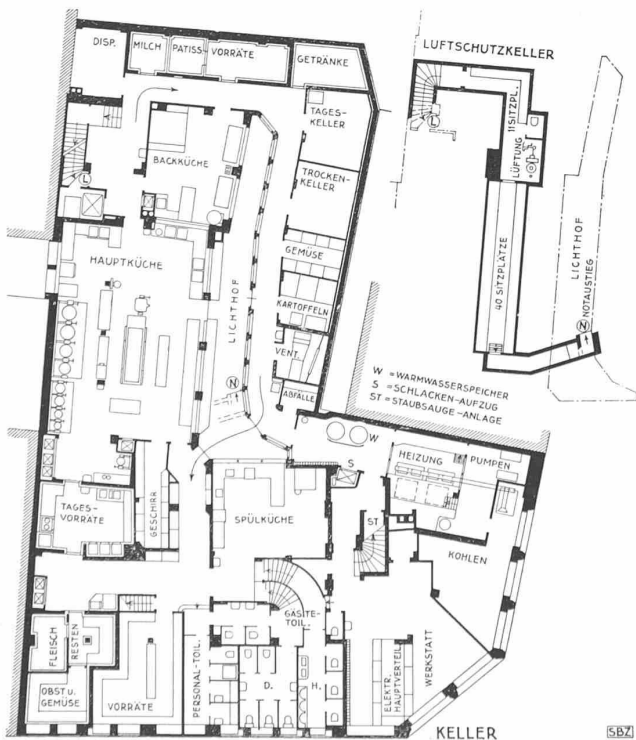 DISP.
MILCH
PATISS.
VORRÄTE
GETRÄNKE
TAGES-
KELLER
BACKKÜCHE
TROCKEN-
KELLER
L
GEMÜSE
HAUPTKÜCHE
LICHTHOF
KARTOFFELN
VENT.
N
ABFÄLLE
LUFTSCHUTZKELLER
L
11 SITZPL.
LÜFTUNG
40 SITZPLÄTZE
LICHTHOF
N NOTAUSTIEG
W = WARMWASSERSPEICHER
S = SCHLACKEN-AUFZUG
ST = STAUBSAUGE-ANLAGE
W
S
HEIZUNG
PUMPEN
TAGES-
VORRÄTE
GESCHIRR
SPÜLKÜCHE
ST
KOHLEN
FLEISCH
RESTEN
OBST U.
GEMÜSE
VORRÄTE
PERSONAL-TOIL.
GÄSTE-
TOIL.
D.
H.
ELEKTR.
HAUPTVERTEIL.
WERKSTATT
KELLER
SBZ